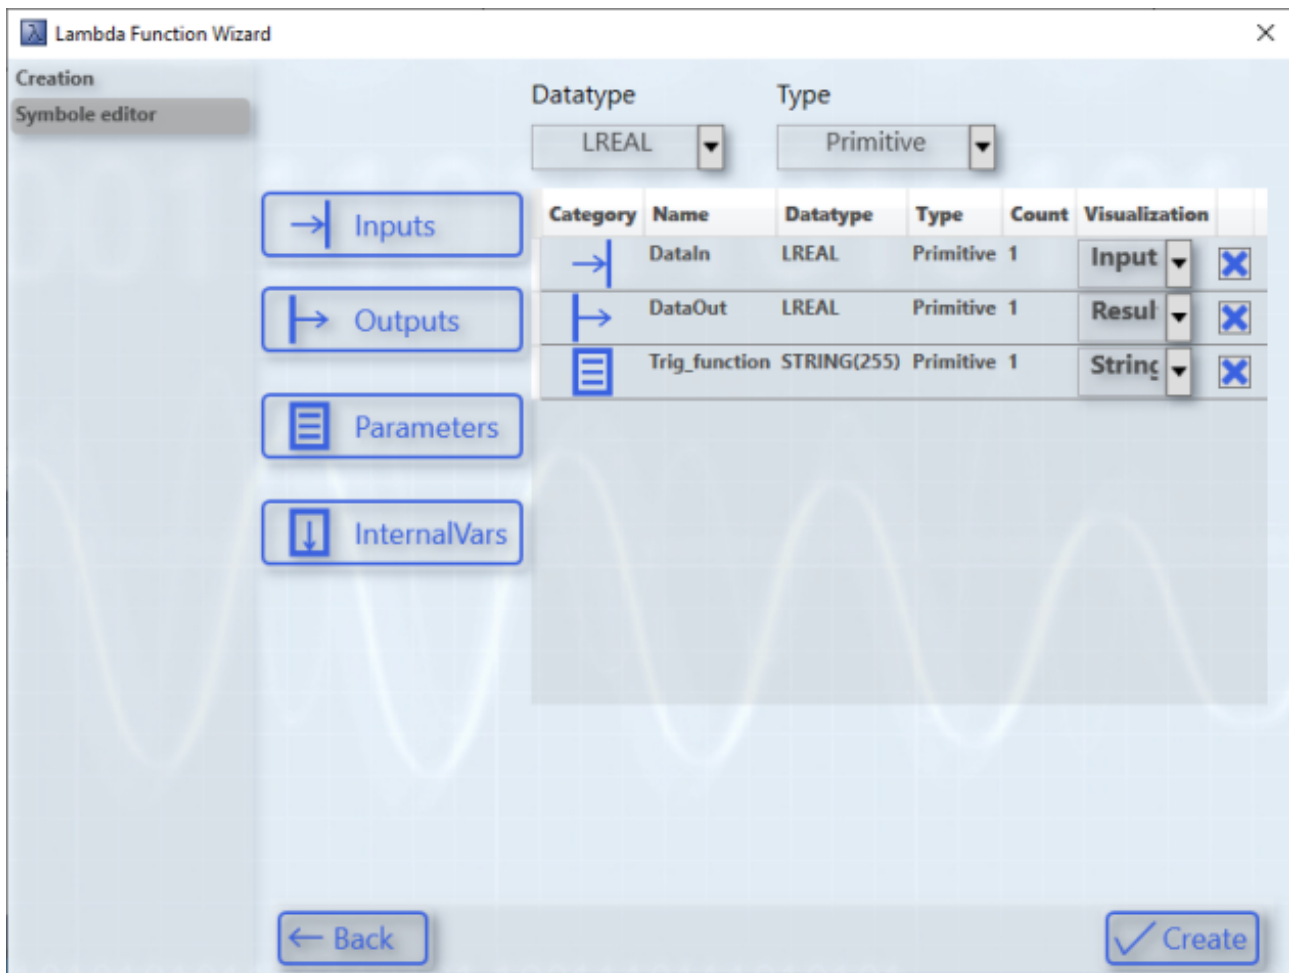 Lambda Function Wizard
Creation
Symbole editor
Datatype Type
LREAL Primitive
Inputs
Outputs
Parameters
InternalVars
Category Name Datatype Type Count Visualization
DataIn LREAL Primitive 1 Input
DataOut LREAL Primitive 1 Resul
Trig_function STRING(255) Primitive 1 String
Back
Create